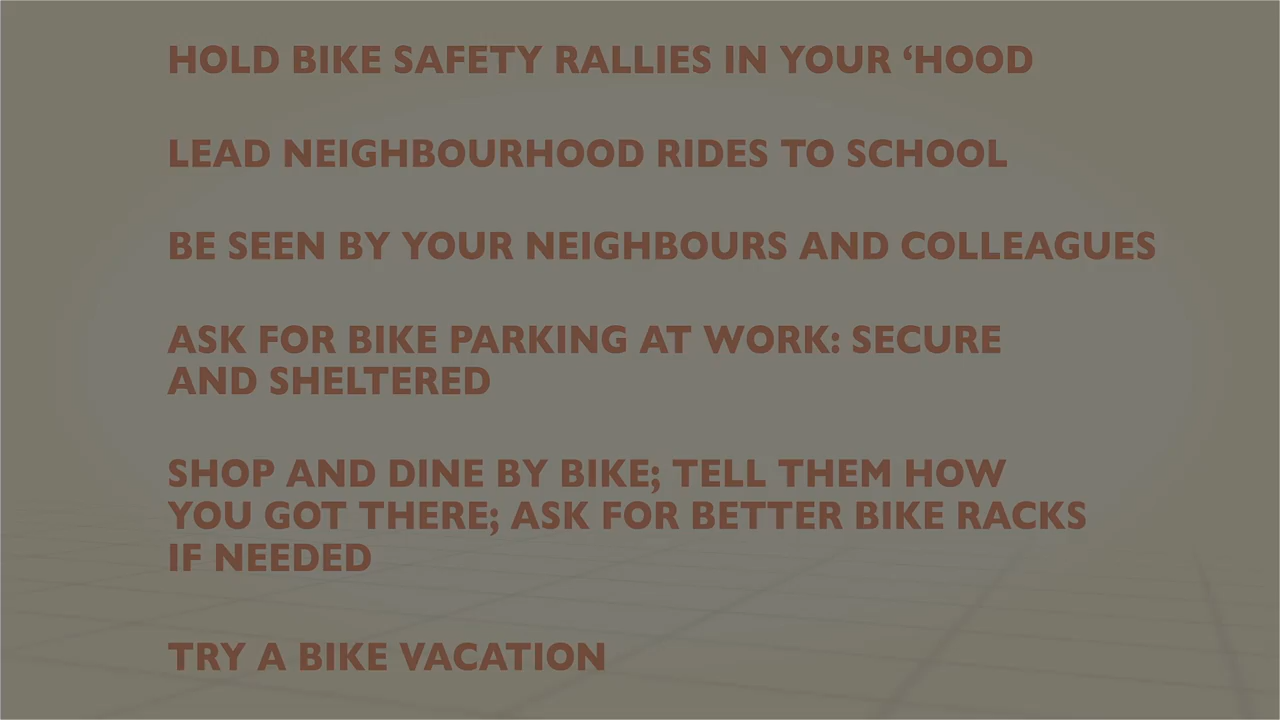 HOLD BIKE SAFETY RALLIES IN YOUR ‘HOOD
LEAD NEIGHBOURHOOD RIDES TO SCHOOL
BE SEEN BY YOUR NEIGHBOURS AND COLLEAGUES
ASK FOR BIKE PARKING AT WORK: SECURE
AND SHELTERED
SHOP AND DINE BY BIKE; TELL THEM HOW
YOU GOT THERE; ASK FOR BETTER BIKE RACKS
IF NEEDED
TRY A BIKE VACATION